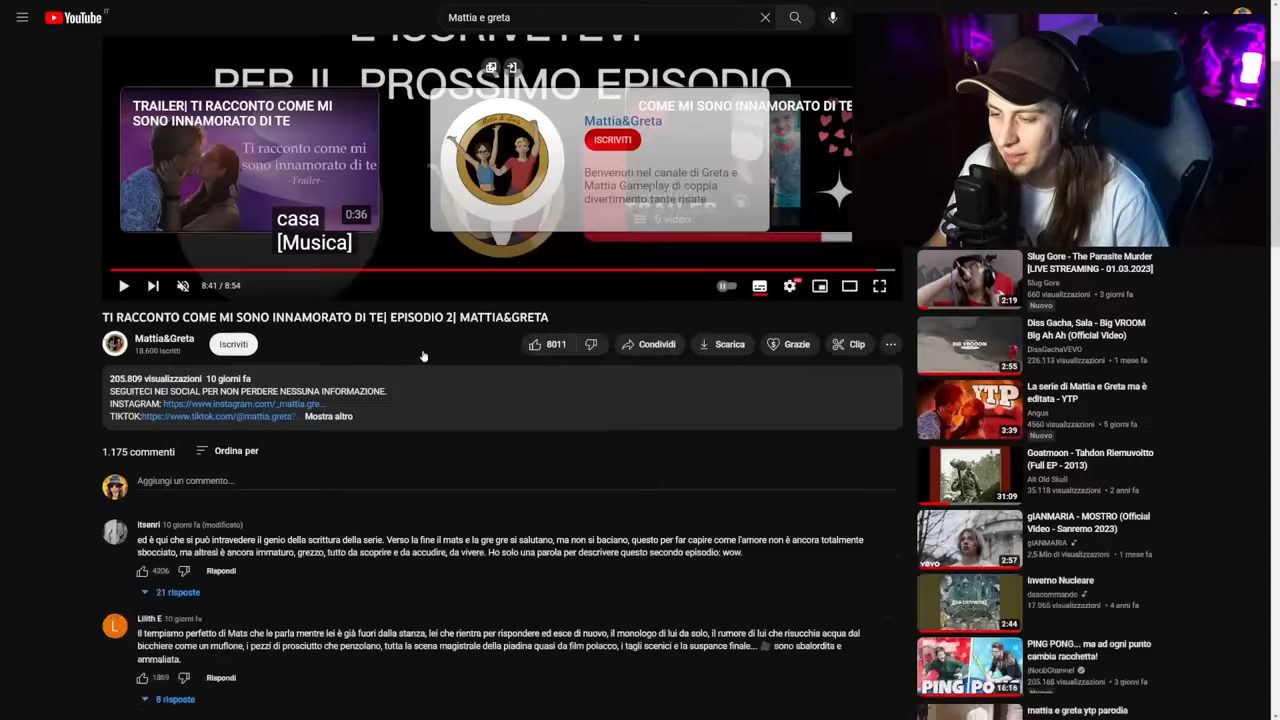 YouTube IT
Mattia e greta
E ISCRIVETEVI
PER IL PROSSIMO EPISODIO
TRAILER| TI RACCONTO COME MI
SONO INNAMORATO DI TE
Ti racconto come mi
sono innamorato di te
-Trailer-
0:36
casa
[Musica]
COME MI SONO INNAMORATO DI TE
Mattia&Greta
ISCRIVITI
Benvenuti nel canale di Greta e
Mattia Gameplay di coppia
divertimento tante risate
6 video
8:41 / 8:54
TI RACCONTO COME MI SONO INNAMORATO DI TE| EPISODIO 2| MATTIA&GRETA
Mattia&Greta
18.600 iscritti
Iscriviti
8011
Condividi
Scarica
Grazie
Clip
205.809 visualizzazioni 10 giorni fa
SEGUITECI NEI SOCIAL PER NON PERDERE NESSUNA INFORMAZIONE.
INSTAGRAM: https://www.instagram.com/_mattia.gre...
TIKTOK:https://www.tiktok.com/@mattia.greta? Mostra altro
1.175 commenti
Ordina per
Aggiungi un commento...
Itsenri 10 giorni fa (modificato)
ed è qui che si può intravedere il genio della scrittura della serie. Verso la fine il mats e la gre gre si salutano, ma non si baciano, questo per far capire come l'amore non è ancora totalmente
sbocciato, ma altresì è ancora immaturo, grezzo, tutto da scoprire e da accudire, da vivere. Ho solo una parola per descrivere questo secondo episodio: wow.
4206
Rispondi
21 risposte
L
Lilith E 10 giorni fa
Il tempismo perfetto di Mats che le parla mentre lei è già fuori dalla stanza, lei che rientra per rispondere ed esce di nuovo, il monologo di lui da solo, il rumore di lui che risucchia acqua dal
bicchiere come un muflone, i pezzi di prosciutto che penzolano, tutta la scena magistrale della piadina quasi da film polacco, i tagli scenici e la suspance finale... sono sbalordita e
ammaliata.
1869
Rispondi
6 risposte
Slug Gore - The Parasite Murder
[LIVE STREAMING - 01.03.2023]
Slug Gore
660 visualizzazioni • 3 giorni fa
Nuovo
2:19
Diss Gacha, Sala - Big VROOM
Big Ah Ah (Official Video)
DissGachaVEVO
226.113 visualizzazioni • 1 mese fa
2:55
La serie di Mattia e Greta ma è
editata - YTP
Angus
4560 visualizzazioni • 5 giorni fa
Nuovo
YTP
3:39
Goatmoon - Tahdon Riemuvoitto
(Full EP - 2013)
Alt Old Skull
35.118 visualizzazioni • 2 anni fa
31:09
gIANMARIA - MOSTRO (Official
Video - Sanremo 2023)
gIANMARIA
2,5 Mln di visualizzazioni • 1 mese fa
vevo
2:57
Inverno Nucleare
dascommando
17.965 visualizzazioni • 4 anni fa
2:44
PING PONG... ma ad ogni punto
cambia racchetta!
iNoobChannel
205.168 visualizzazioni • 3 giorni fa
Nuovo
PING PO
16:16
mattia e greta ytp parodia